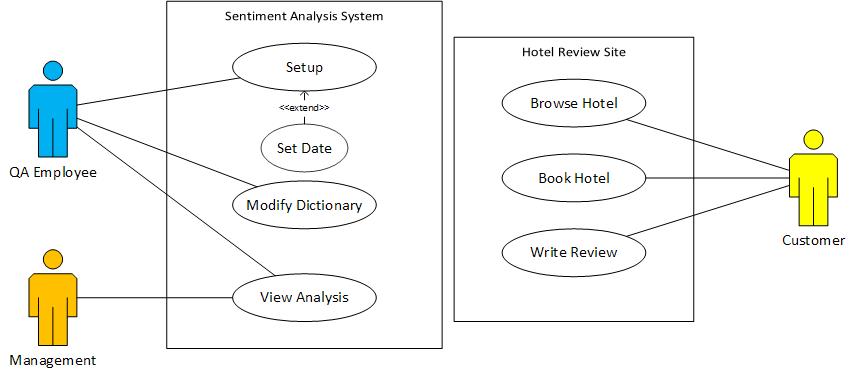 Sentiment Analysis System
Hotel Review Site
Setup
<<extend>>
Set Date
Modify Dictionary
View Analysis
Browse Hotel
Book Hotel
Write Review
QA Employee
Management
Customer